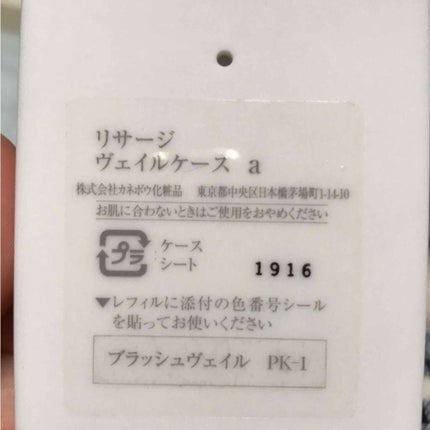 リサージ
ヴェイルケース a
株式会社カネボウ化粧品 東京都中央区日本橋茅場町1-14-10
お肌に合わないときはご使用をおやめください
プラ
ケース
シート
1916
▼レフィルに添付の色番号シール
を貼ってお使いください
ブラッシュヴェイル PK-1